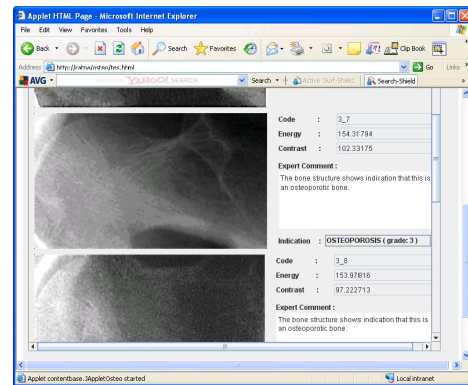 Applet HTML Page - Microsoft Internet Explorer
File Edit View Favorites Tools Help
Back Search Favorites Clip Book
Address http://ratna/osteo/tes.html Go Links
AVG YAHOO! SEARCH Search Active Surf-Shield Search-Shield
Code : 3_7
Energy : 154.31794
Contrast : 102.33175
Expert Comment :
The bone structure shows indication that this is
an osteoporotic bone.
Indication : OSTEOPOROSIS ( grade: 3 )
Code : 3_8
Energy : 153.97816
Contrast : 97.222713
Expert Comment :
The bone structure shows indication that this is
an osteoporotic bone.
Applet contentbase.JAppletOsteo started Local intranet